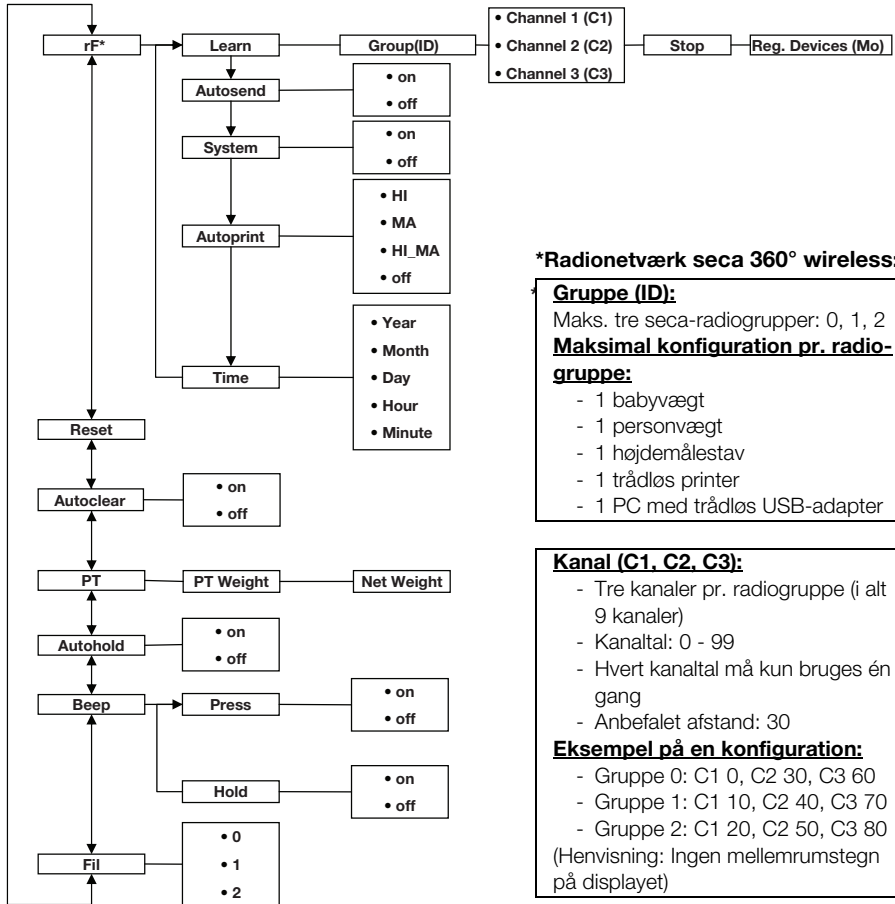 rF*
Learn
Group(ID)
• Channel 1 (C1)
• Channel 2 (C2)
• Channel 3 (C3)
Stop
Reg. Devices (Mo)
Autosend
• on
• off
System
• on
• off
Autoprint
• HI
• MA
• HI_MA
• off
Time
• Year
• Month
• Day
• Hour
• Minute
Reset
Autoclear
• on
• off
PT
PT Weight
Net Weight
Autohold
• on
• off
Beep
Press
• on
• off
Hold
• on
• off
Fil
• 0
• 1
• 2
*Radionetværk seca 360° wireless:
*
Gruppe (ID):
Maks. tre seca-radiogrupper: 0, 1, 2
Maksimal konfiguration pr. radio-
gruppe:
- 1 babyvægt
- 1 personvægt
- 1 højdemålestav
- 1 trådløs printer
- 1 PC med trådløs USB-adapter
Kanal (C1, C2, C3):
- Tre kanaler pr. radiogruppe (i alt
9 kanaler)
- Kanaltal: 0 - 99
- Hvert kanaltal må kun bruges én
gang
- Anbefalet afstand: 30
Eksempel på en konfiguration:
- Gruppe 0: C1 0, C2 30, C3 60
- Gruppe 1: C1 10, C2 40, C3 70
- Gruppe 2: C1 20, C2 50, C3 80
(Henvisning: Ingen mellemrumstegn
på displayet)